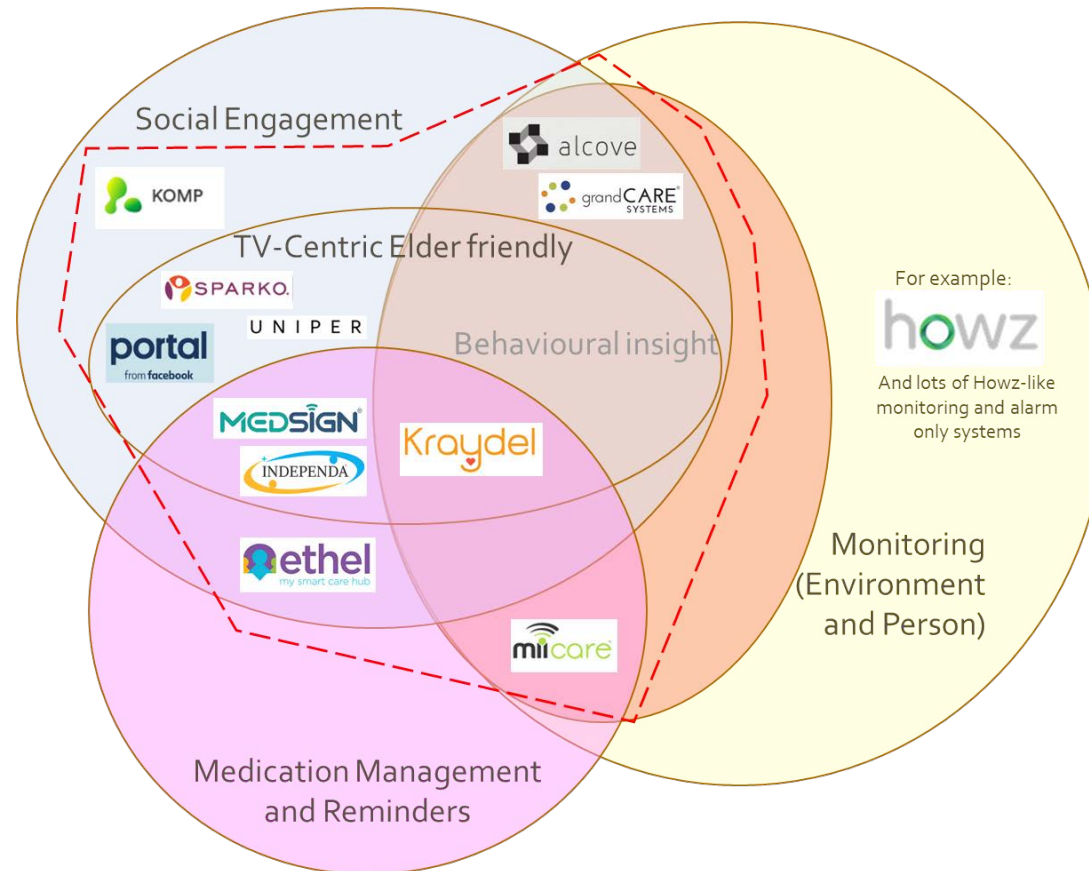 Social Engagement
alcove
KOMP
grandCARE®
SYSTEMS
TV-Centric Elder friendly
SPARKO.
UNIPER
portal
from facebook
Behavioural insight
For example:
howz
And lots of Howz-like
monitoring and alarm
only systems
MEDSIGN®
Kraydel
INDEPENDA
ethel
my smart care hub
Monitoring
(Environment
and Person)
miicare
Medication Management
and Reminders